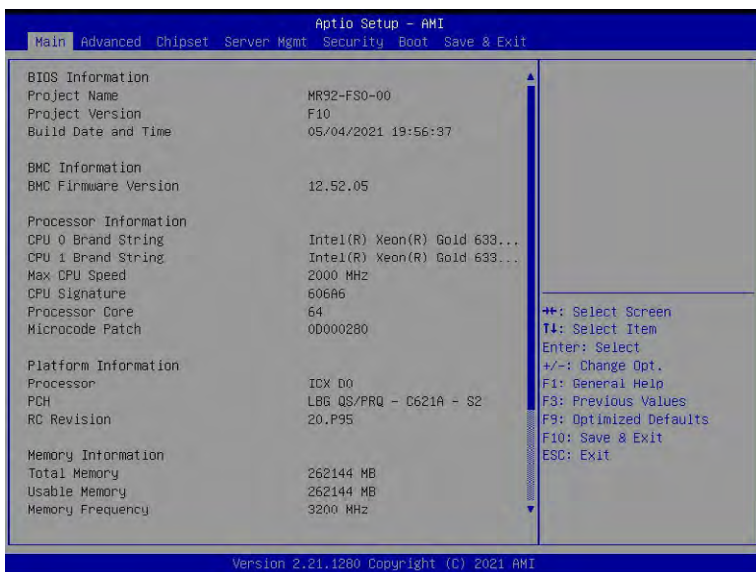 Aptio Setup – AMI
Main Advanced Chipset Server Mgmt Security Boot Save & Exit
BIOS Information
Project Name MR92-FS0-00
Project Version F10
Build Date and Time 05/04/2021 19:56:37
BMC Information
BMC Firmware Version 12.52.05
Processor Information
CPU 0 Brand String Intel(R) Xeon(R) Gold 633...
CPU 1 Brand String Intel(R) Xeon(R) Gold 633...
Max CPU Speed 2000 MHz
CPU Signature 606A6
Processor Core 64
Microcode Patch 0D000280
Platform Information
Processor ICX D0
PCH LBG QS/PRQ - C621A - S2
RC Revision 20.P95
Memory Information
Total Memory 262144 MB
Usable Memory 262144 MB
Memory Frequency 3200 MHz
→←: Select Screen
↑↓: Select Item
Enter: Select
+/-: Change Opt.
F1: General Help
F3: Previous Values
F9: Optimized Defaults
F10: Save & Exit
ESC: Exit
Version 2.21.1280 Copyright (C) 2021 AMI